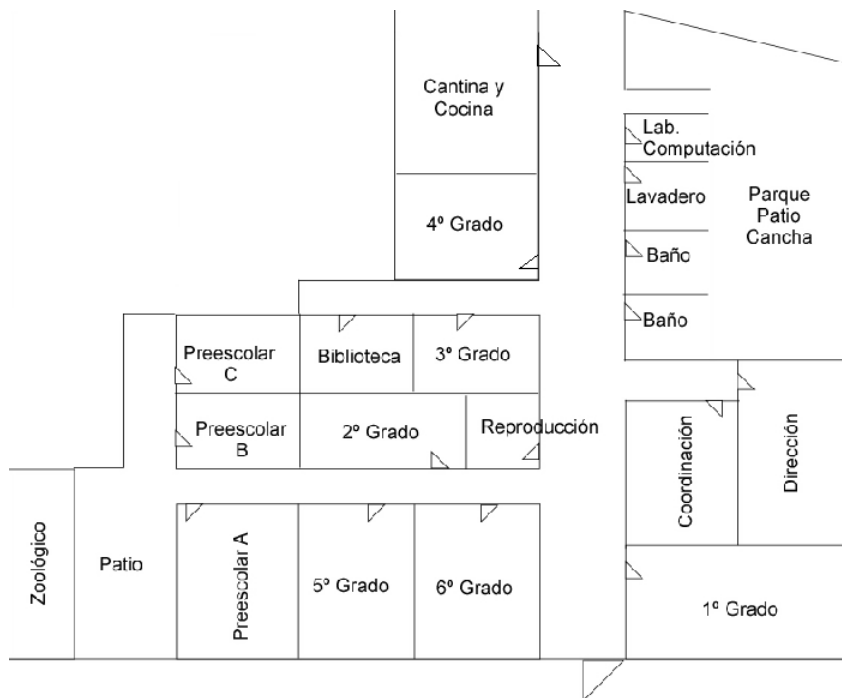 Cantina y
Cocina
Lab.
Computación
Lavadero
Parque
Patio
Cancha
4º Grado
Baño
Baño
Preescolar
C
Biblioteca
3º Grado
Preescolar
B
2º Grado
Reproducción
Coordinación
Dirección
Zoológico
Patio
Preescolar A
5º Grado
6º Grado
1º Grado